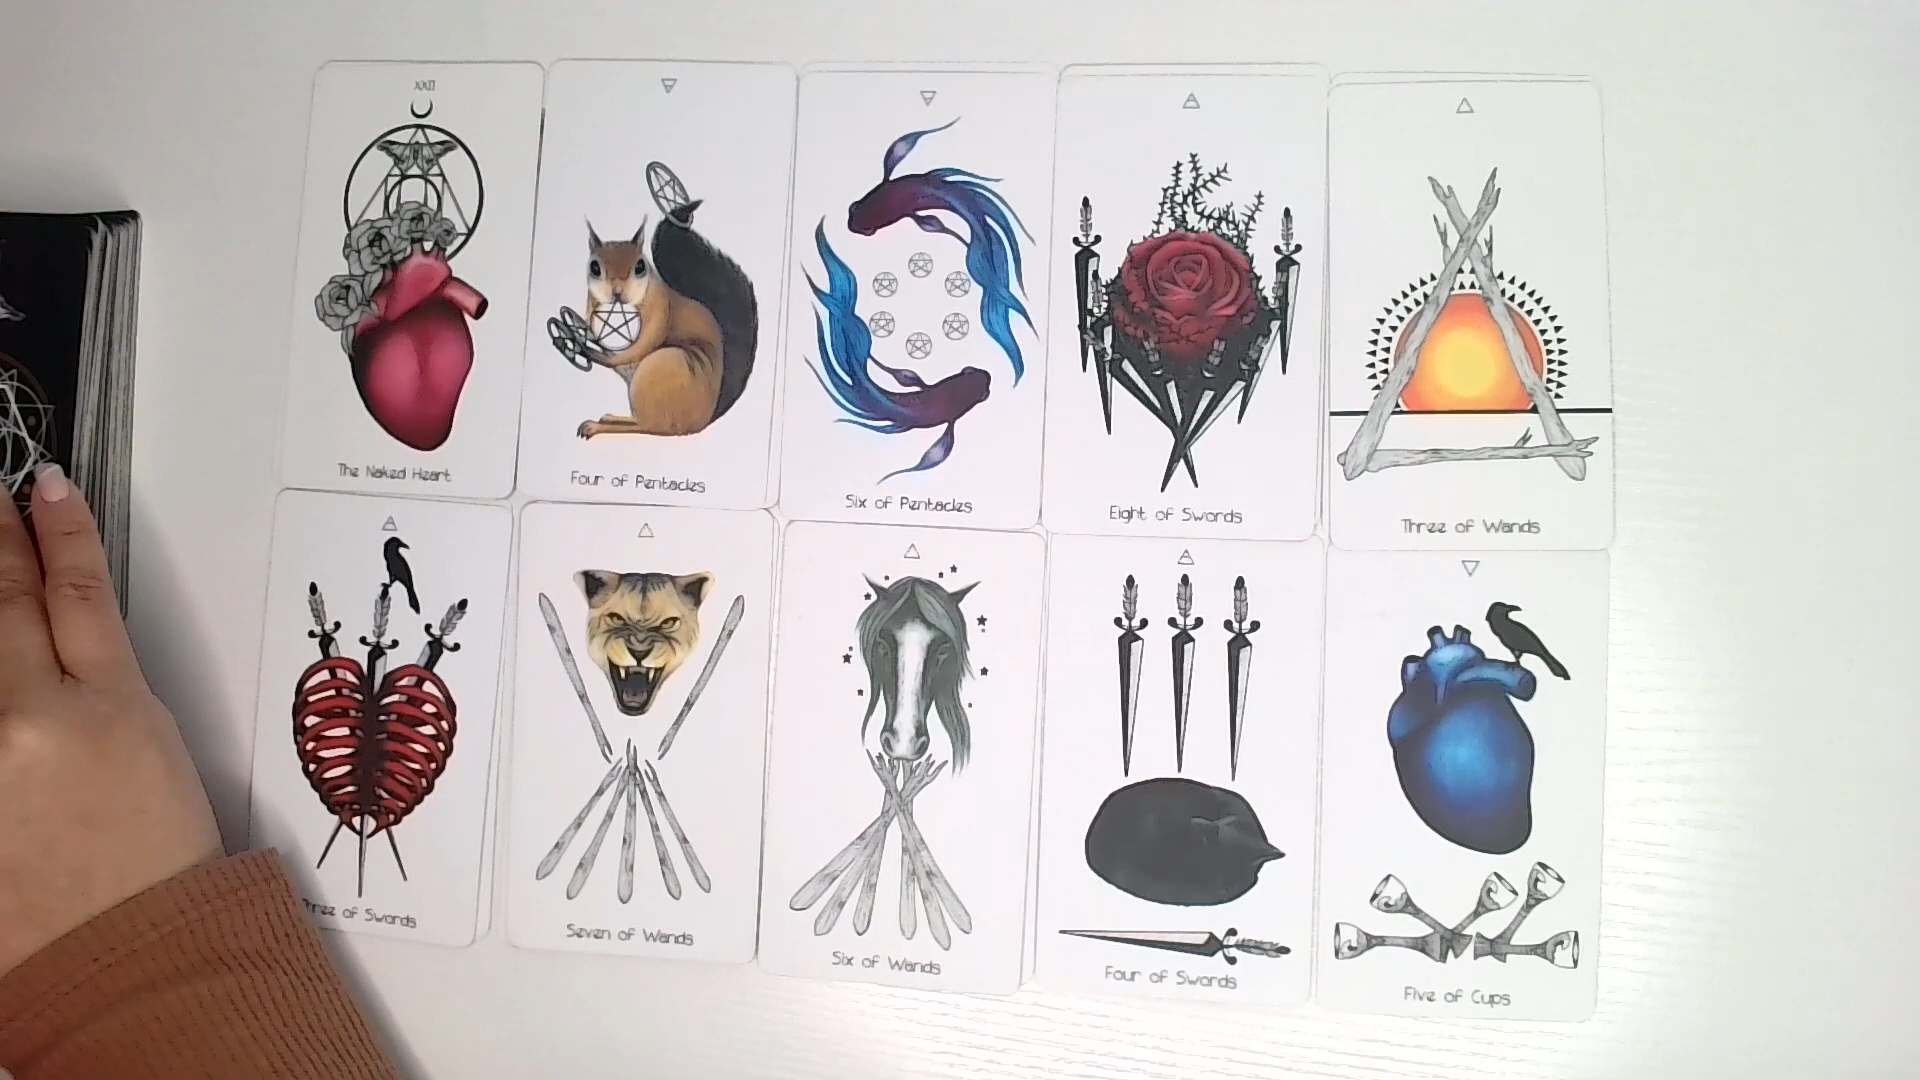 XXII
The Naked Heart
Four of Pentacles
Six of Pentacles
Eight of Swords
Three of Wands
Three of Swords
Seven of Wands
Six of Wands
Four of Swords
Five of Cups